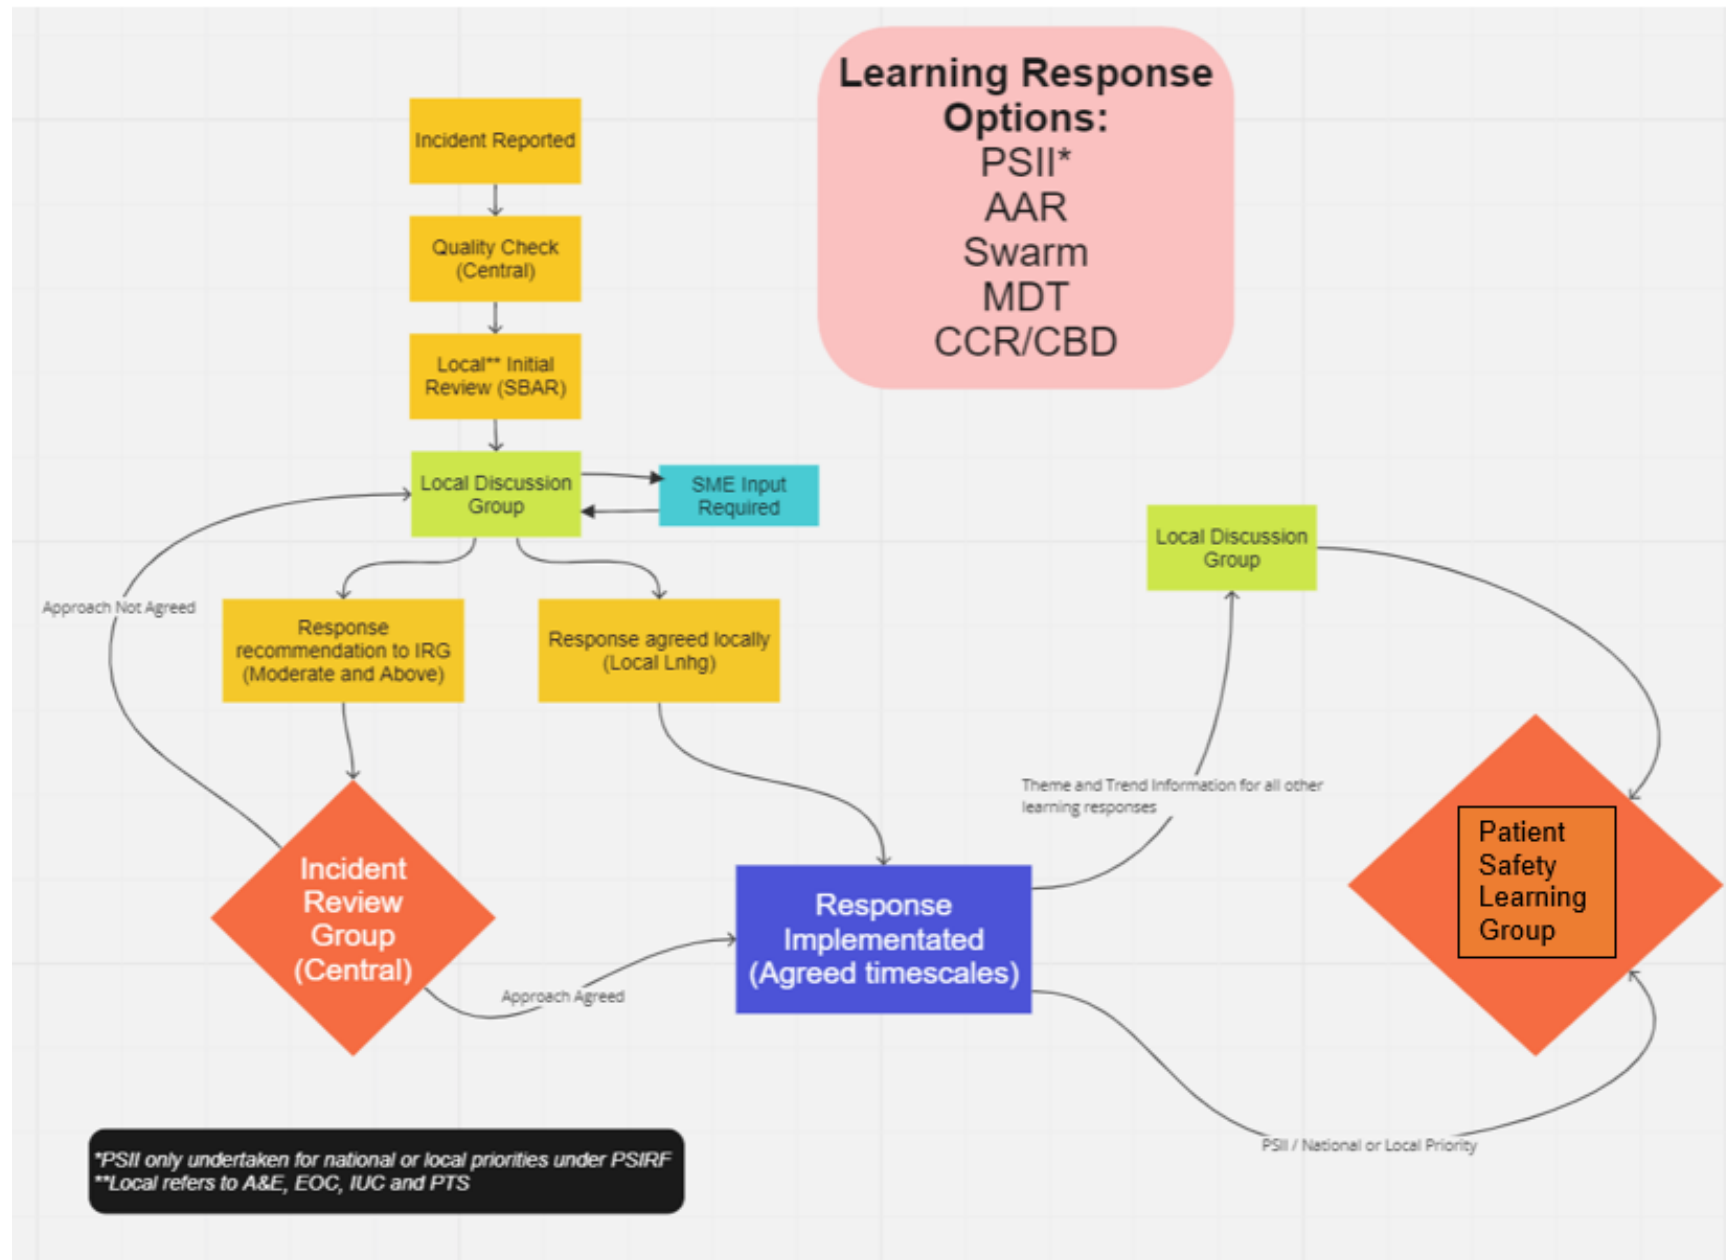 Learning Response
Options:
PSII*
AAR
Swarm
MDT
CCR/CBD
Incident Reported
Quality Check
(Central)
Local** Initial
Review (SBAR)
Local Discussion
Group
SME Input
Required
Approach Not Agreed
Response
recommendation to IRG
(Moderate and Above)
Response agreed locally
(Local Lnhg)
Incident
Review
Group
(Central)
Approach Agreed
Response
Implementated
(Agreed timescales)
Theme and Trend Information for all other
learning responses
Local Discussion
Group
Patient
Safety
Learning
Group
PSII / National or Local Priority
*PSII only undertaken for national or local priorities under PSIRF
**Local refers to A&E, EOC, IUC and PTS